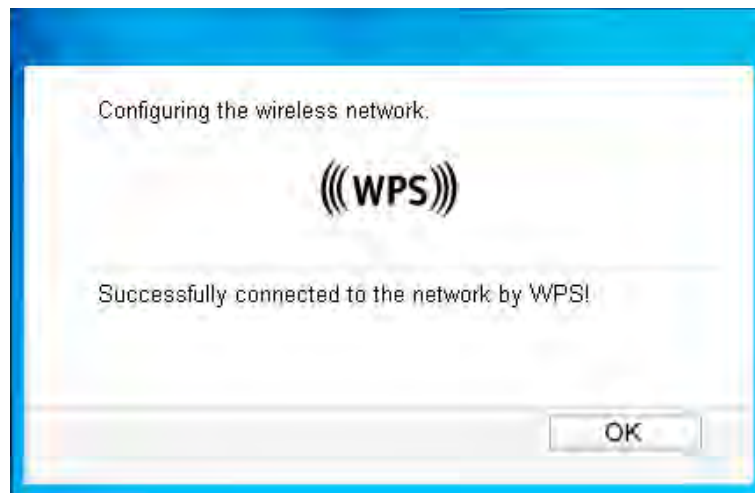 Configuring the wireless network.
(((WPS)))
Successfully connected to the network by WPS!
OK